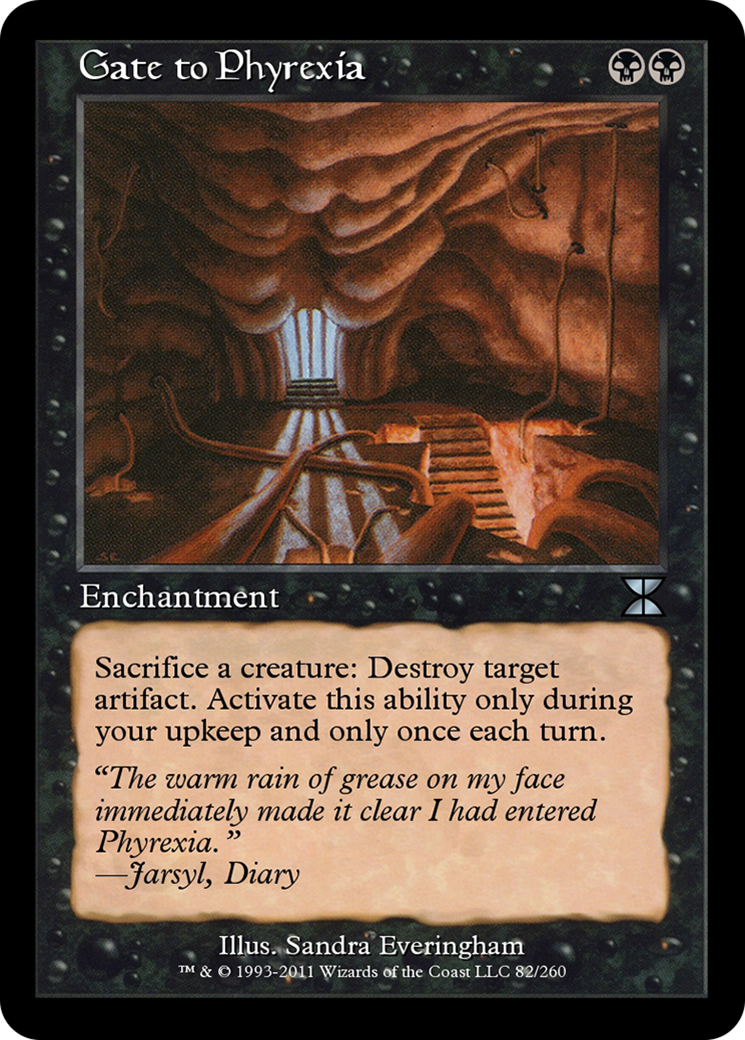 Gate to Phyrexia
Enchantment
Sacrifice a creature: Destroy target
artifact. Activate this ability only during
your upkeep and only once each turn.
“The warm rain of grease on my face
immediately made it clear I had entered
Phyrexia.”
—Jarsyl, Diary
Illus. Sandra Everingham
™ & © 1993-2011 Wizards of the Coast LLC 82/260